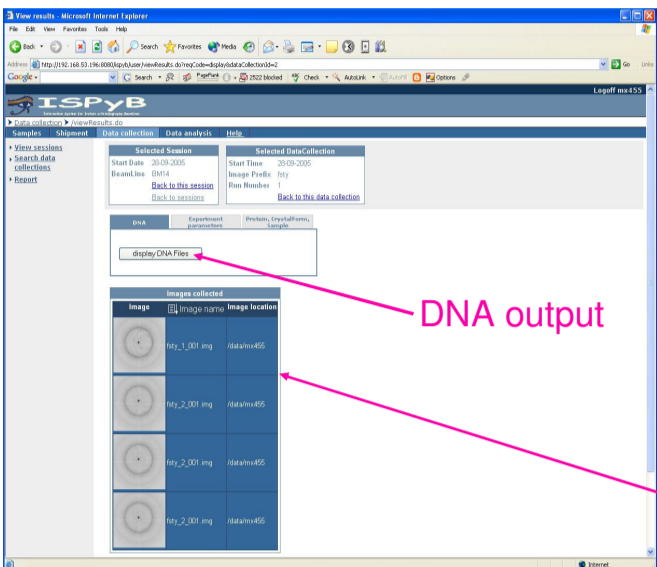 View results - Microsoft Internet Explorer
File Edit View Favorites Tools Help
Back Search Favorites Media
Address http://192.168.53.196:8080/ispyb/user/viewResults.do?reqCode=display&dataCollectionId=2 Go Links
Google Search PageRank 2522 blocked Check AutoLink AutoFill Options
Logoff mx455
ISPyB
Data collection /viewResults.do
Samples Shipment Data collection Data analysis Help
View sessions
Search data collections
Report
Selected Session
Start Date 28-09-2005
BeamLine BM14
Back to this session
Back to sessions
Selected DataCollection
Start Time 28-09-2005
Image Prefix fsty
Run Number 1
Back to this data collection
DNA
Experiment parameters
Protein, CrystalForm, Sample
display DNA Files
DNA output
Images collected
Image Image name Image location
fsty_1_001.img /data/mx455
fsty_2_001.img /data/mx455
fsty_2_001.img /data/mx455
fsty_2_001.img /data/mx455
Internet